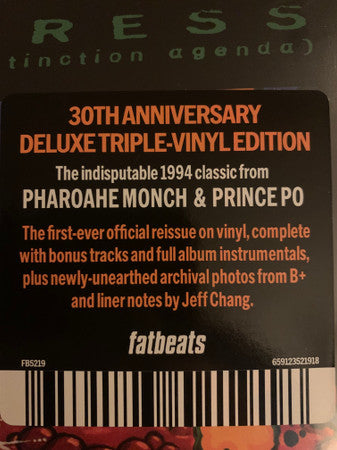 RESS
tinction agenda)
30TH ANNIVERSARY
DELUXE TRIPLE-VINYL EDITION
The indisputable 1994 classic from
PHAROAHE MONCH & PRINCE PO
The first-ever official reissue on vinyl, complete
with bonus tracks and full album instrumentals,
plus newly-unearthed archival photos from B+
and liner notes by Jeff Chang.
fatbeats
FB5219 659123521918